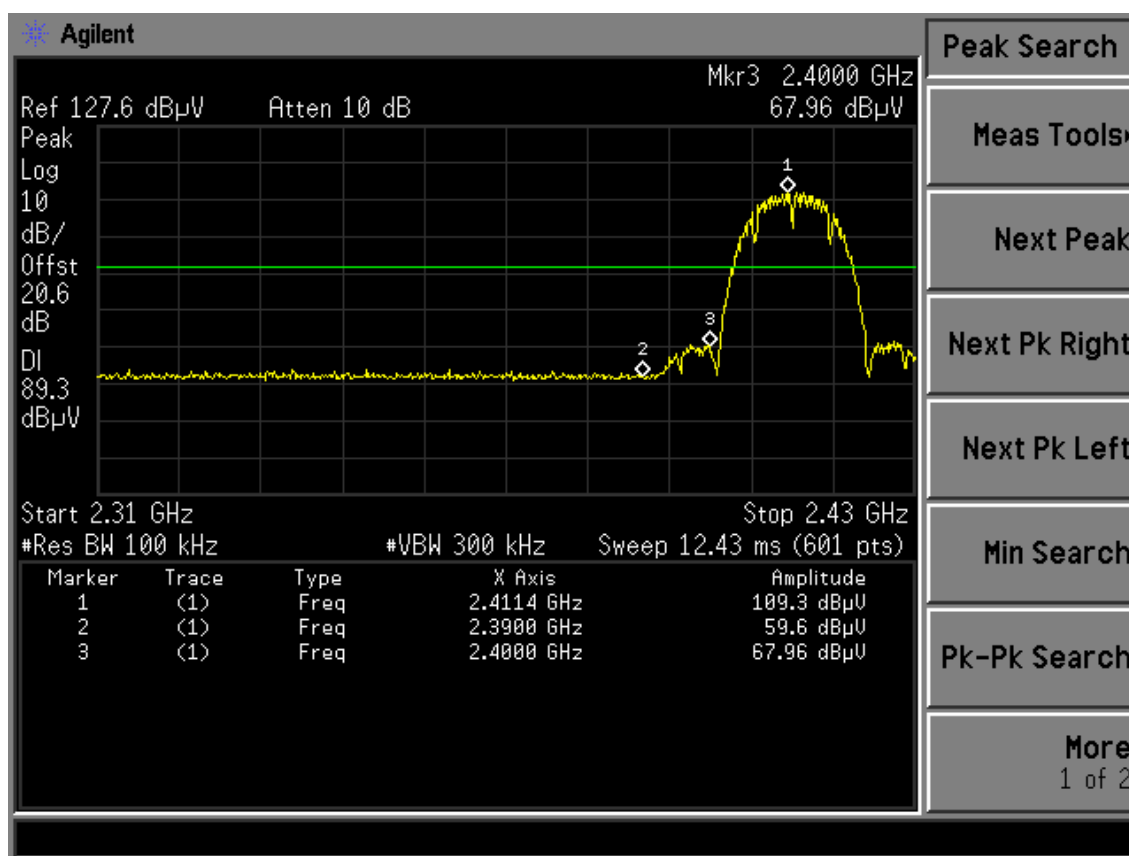 Agilent
Peak Search
Mkr3 2.4000 GHz
Ref 127.6 dBµV Atten 10 dB 67.96 dBµV
Peak
Log
10
dB/
Offst
20.6
dB
DI
89.3
dBµV
1
2
3
Start 2.31 GHz Stop 2.43 GHz
#Res BW 100 kHz #VBW 300 kHz Sweep 12.43 ms (601 pts)
Marker Trace Type X Axis Amplitude
1 (1) Freq 2.4114 GHz 109.3 dBµV
2 (1) Freq 2.3900 GHz 59.6 dBµV
3 (1) Freq 2.4000 GHz 67.96 dBµV
Meas Tools
Next Peak
Next Pk Right
Next Pk Left
Min Search
Pk-Pk Search
More
1 of 2